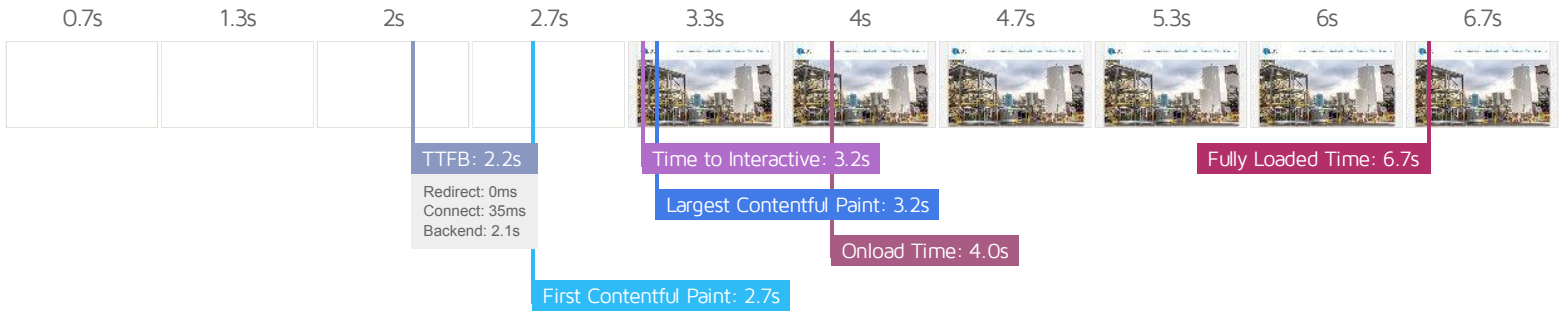 0.7s
1.3s
2s
2.7s
3.3s
4s
4.7s
5.3s
6s
6.7s
TTFB: 2.2s
Redirect: 0ms
Connect: 35ms
Backend: 2.1s
Time to Interactive: 3.2s
Fully Loaded Time: 6.7s
Largest Contentful Paint: 3.2s
Onload Time: 4.0s
First Contentful Paint: 2.7s